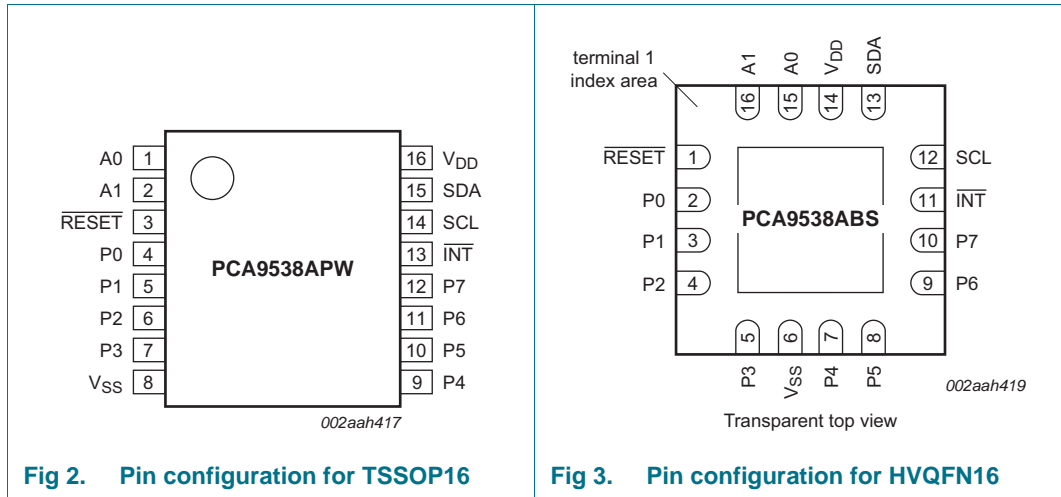 A0 1
A1 2
RESET 3
P0 4
P1 5
P2 6
P3 7
VSS 8
PCA9538APW
16 VDD
15 SDA
14 SCL
13 INT
12 P7
11 P6
10 P5
9 P4
002aah417
Fig 2. Pin configuration for TSSOP16
terminal 1
index area
A1 A0 VDD SDA
16 15 14 13
RESET 1
P0 2
P1 3
P2 4
PCA9538ABS
12 SCL
11 INT
10 P7
9 P6
5 6 7 8
P3 VSS P4 P5
002aah419
Transparent top view
Fig 3. Pin configuration for HVQFN16